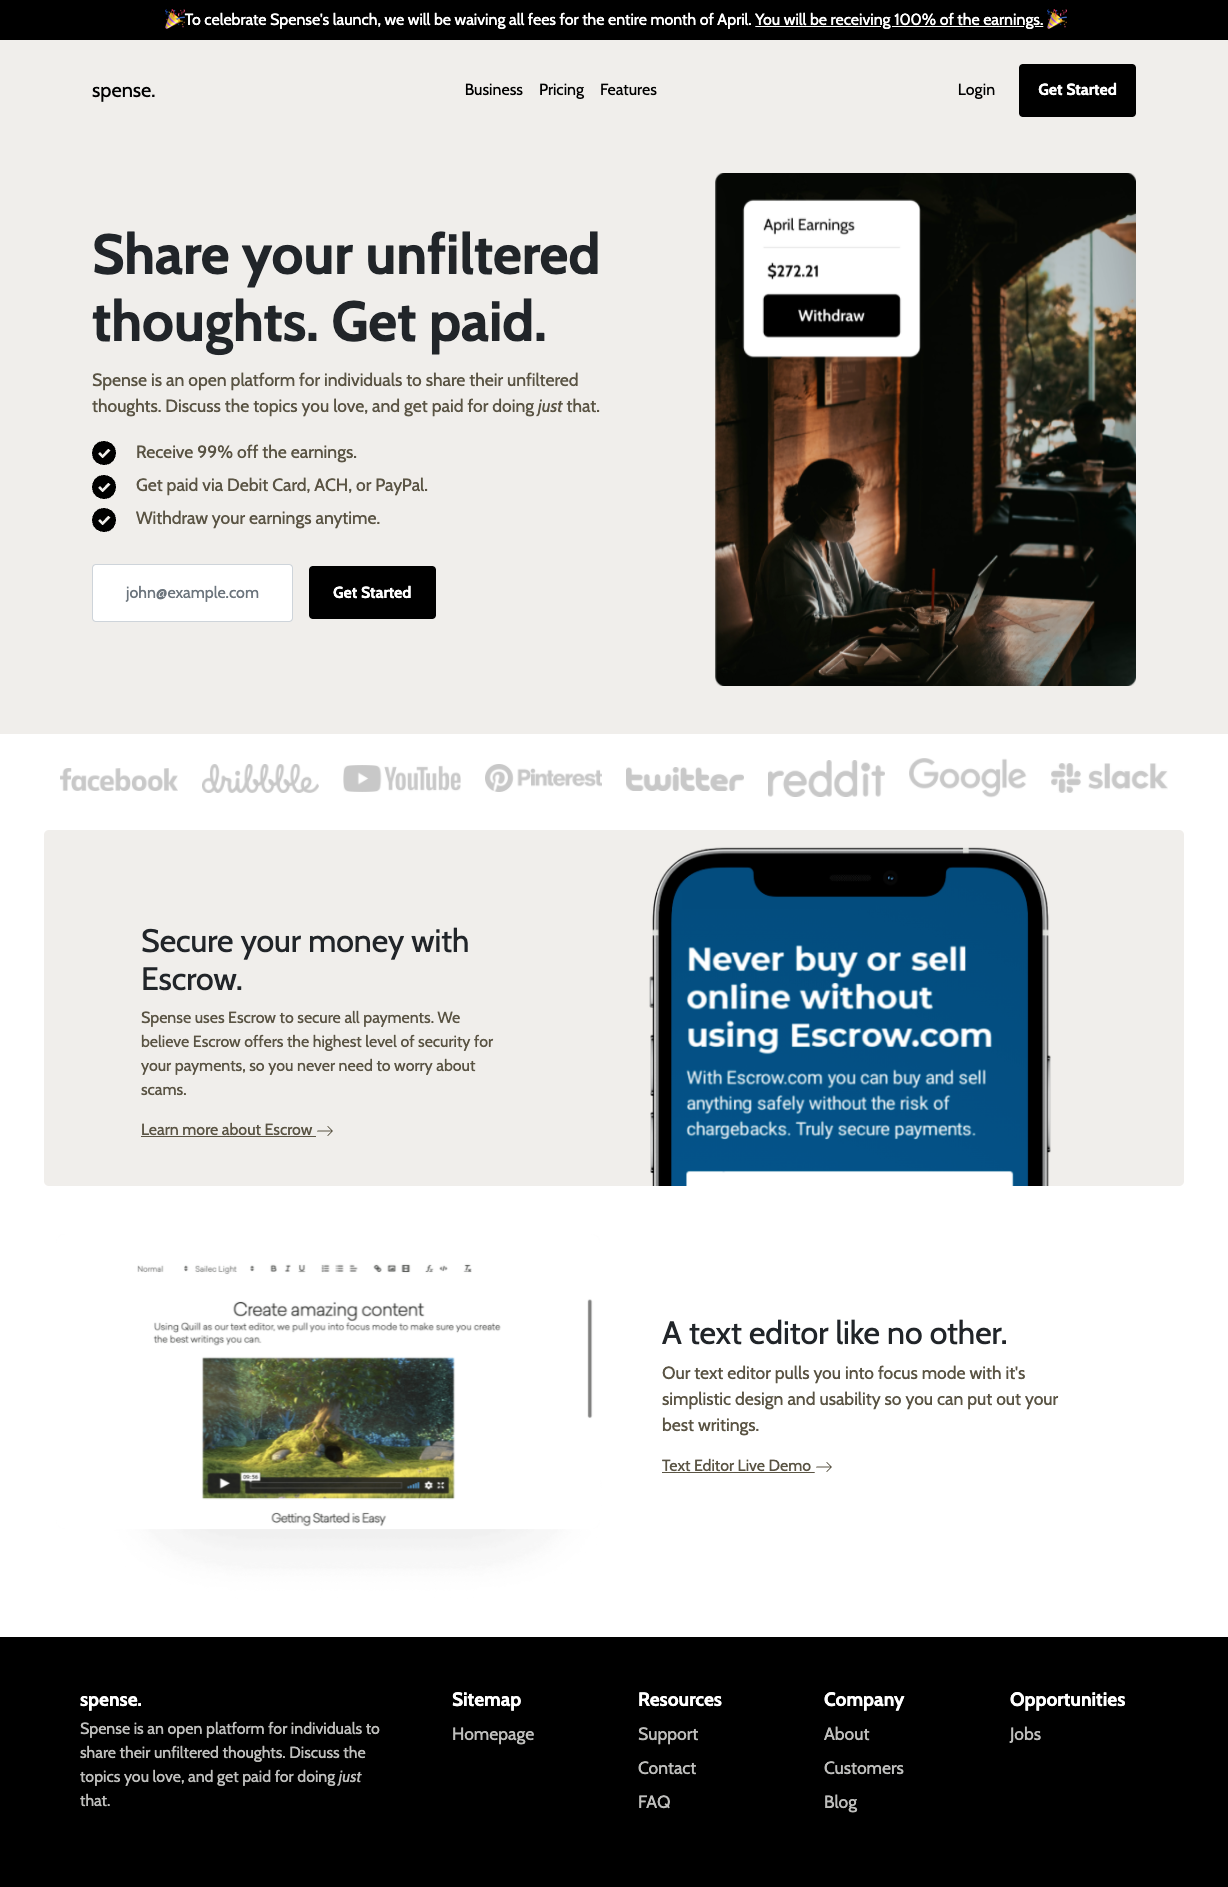 🎉To celebrate Spense's launch, we will be waiving all fees for the entire month of April. You will be receiving 100% of the earnings. 🎉
spense.
Business Pricing Features
Login
Get Started
Share your unfiltered
thoughts. Get paid.
Spense is an open platform for individuals to share their unfiltered
thoughts. Discuss the topics you love, and get paid for doing just that.
Receive 99% off the earnings.
Get paid via Debit Card, ACH, or PayPal.
Withdraw your earnings anytime.
john@example.com
Get Started
April Earnings
$272.21
Withdraw
facebook dribbble YouTube Pinterest twitter reddit Google slack
Secure your money with
Escrow.
Spense uses Escrow to secure all payments. We
believe Escrow offers the highest level of security for
your payments, so you never need to worry about
scams.
Learn more about Escrow
Never buy or sell
online without
using Escrow.com
With Escrow.com you can buy and sell
anything safely without the risk of
chargebacks. Truly secure payments.
Normal Sailec Light B I U
Create amazing content
Using Quill as our text editor, we pull you into focus mode to make sure you create
the best writings you can.
09:56
Getting Started is Easy
A text editor like no other.
Our text editor pulls you into focus mode with it's
simplistic design and usability so you can put out your
best writings.
Text Editor Live Demo
spense.
Spense is an open platform for individuals to
share their unfiltered thoughts. Discuss the
topics you love, and get paid for doing just
that.
Sitemap
Homepage
Resources
Support
Contact
FAQ
Company
About
Customers
Blog
Opportunities
Jobs